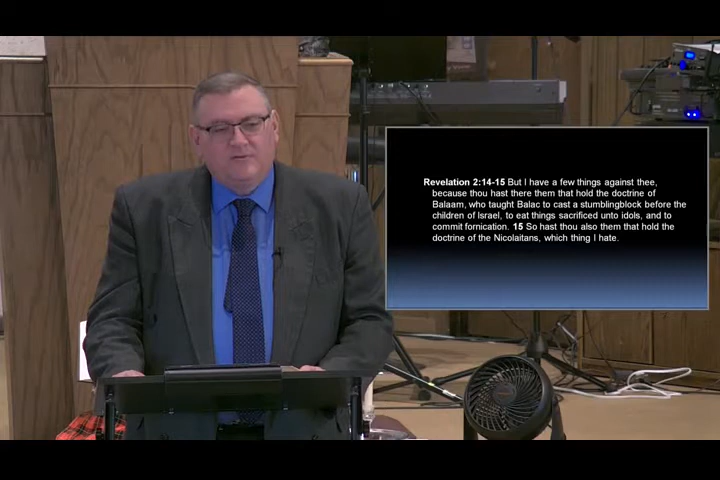 Revelation 2:14-15 But I have a few things against thee,
because thou hast there them that hold the doctrine of
Balaam, who taught Balac to cast a stumblingblock before the
children of Israel, to eat things sacrificed unto idols, and to
commit fornication. 15 So hast thou also them that hold the
doctrine of the Nicolaitans, which thing I hate.